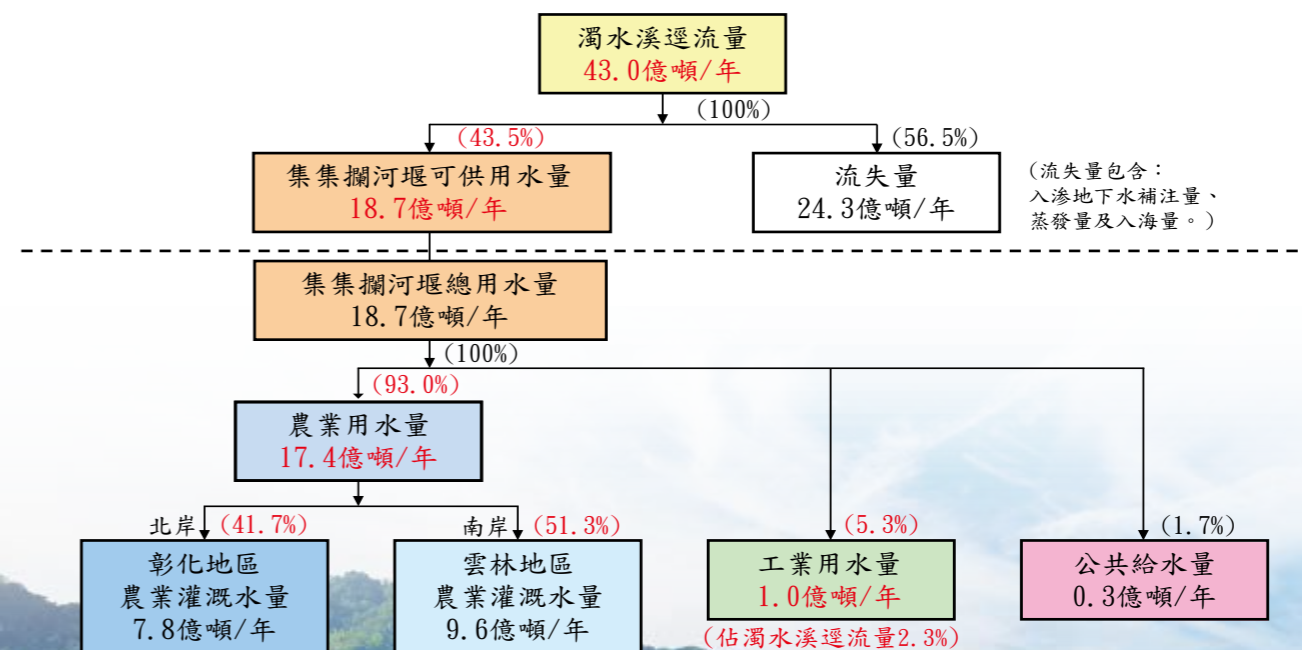 濁水溪逕流量
43.0億噸/年
(100%)
(43.5%)
(56.5%)
集集攔河堰可供用水量
18.7億噸/年
流失量
24.3億噸/年
(流失量包含：
入滲地下水補注量、
蒸發量及入海量。)
集集攔河堰總用水量
18.7億噸/年
(100%)
(93.0%)
農業用水量
17.4億噸/年
北岸 (41.7%)
南岸 (51.3%)
(5.3%)
(1.7%)
彰化地區
農業灌溉水量
7.8億噸/年
雲林地區
農業灌溉水量
9.6億噸/年
工業用水量
1.0億噸/年
(佔濁水溪逕流量2.3%)
公共給水量
0.3億噸/年